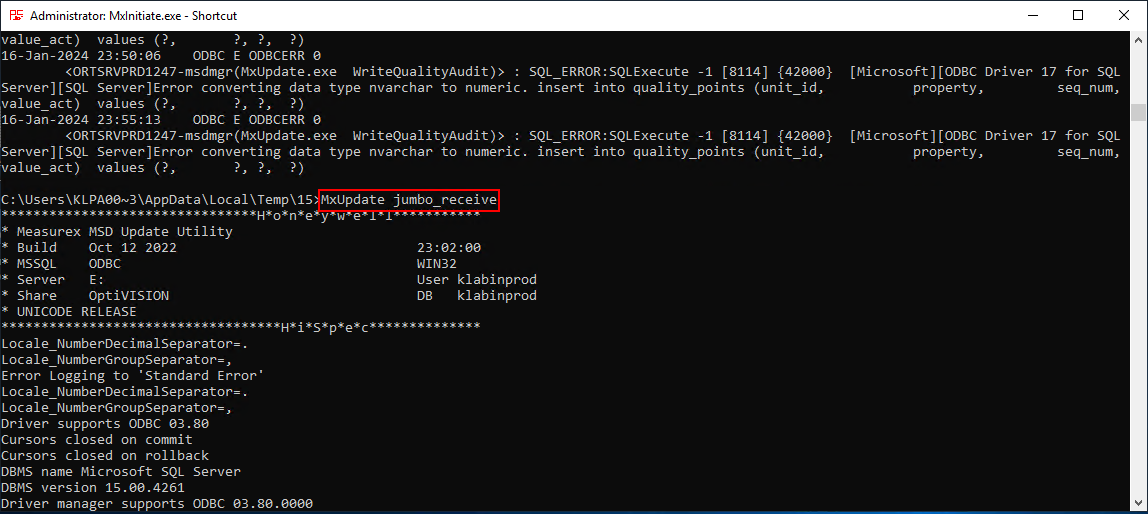 Administrator: MxInitiate.exe - Shortcut
value_act)  values (?,       ?, ?,  ?)
16-Jan-2024 23:50:06    ODBC E ODBCERR 0
        <ORTSRVPRD1247-msdmgr(MxUpdate.exe  WriteQualityAudit)> : SQL_ERROR:SQLExecute -1 [8114] {42000}  [Microsoft][ODBC Driver 17 for SQL
Server][SQL Server]Error converting data type nvarchar to numeric. insert into quality_points (unit_id,           property,         seq_num,
value_act)  values (?,       ?, ?,  ?)
16-Jan-2024 23:55:13    ODBC E ODBCERR 0
        <ORTSRVPRD1247-msdmgr(MxUpdate.exe  WriteQualityAudit)> : SQL_ERROR:SQLExecute -1 [8114] {42000}  [Microsoft][ODBC Driver 17 for SQL
Server][SQL Server]Error converting data type nvarchar to numeric. insert into quality_points (unit_id,           property,         seq_num,
value_act)  values (?,       ?, ?,  ?)
C:\Users\KLPA00~3\AppData\Local\Temp\15>MxUpdate jumbo_receive
********************************H*o*n*e*y*w*e*l*l***********
* Measurex MSD Update Utility
* Build    Oct 12 2022                              23:02:00
* MSSQL    ODBC                                     WIN32
* Server   E:                                       User klabinprod
* Share    OptiVISION                               DB   klabinprod
* UNICODE RELEASE
***********************************H*i*S*p*e*c**************
Locale_NumberDecimalSeparator=.
Locale_NumberGroupSeparator=,
Error Logging to 'Standard Error'
Locale_NumberDecimalSeparator=.
Locale_NumberGroupSeparator=,
Driver supports ODBC 03.80
Cursors closed on commit
Cursors closed on rollback
DBMS name Microsoft SQL Server
DBMS version 15.00.4261
Driver manager supports ODBC 03.80.0000